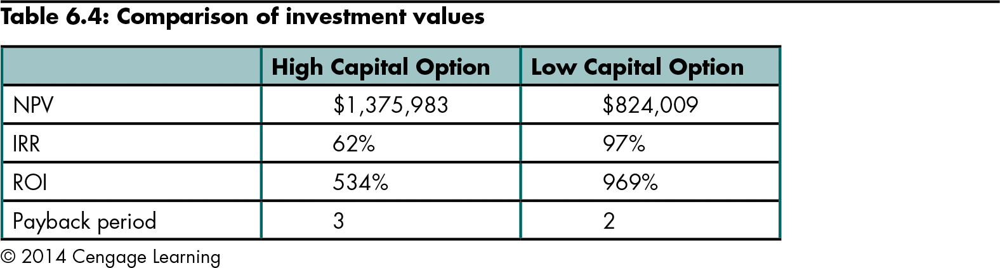 Table 6.4: Comparison of investment values
High Capital Option Low Capital Option
NPV $1,375,983 $824,009
IRR 62% 97%
ROI 534% 969%
Payback period 3 2
© 2014 Cengage Learning